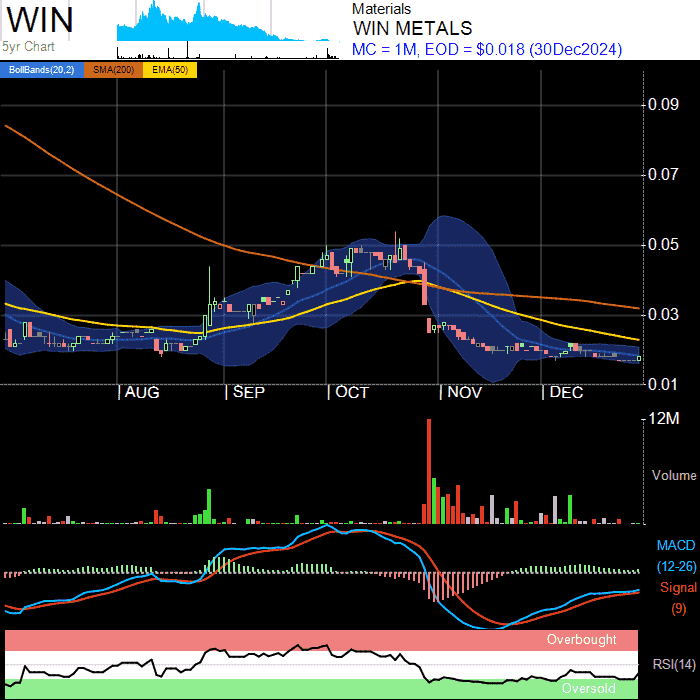 WIN
5yr Chart
Materials
WIN METALS
MC = 1M, EOD = $0.018 (30Dec2024)
BollBands(20,2) SMA(200) EMA(50)
0.09
0.07
0.05
0.03
0.01
AUG SEP OCT NOV DEC
12M
Volume
MACD
(12-26)
Signal
(9)
Overbought
RSI(14)
Oversold